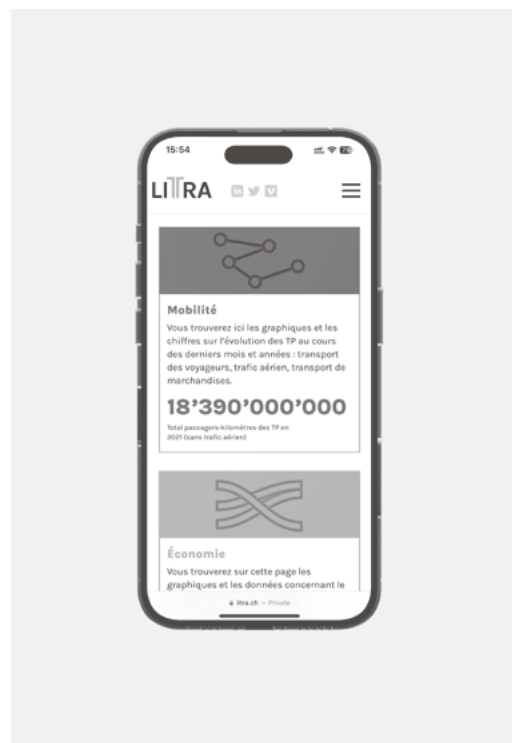 15:54
LITRA
Mobilité
Vous trouverez ici les graphiques et les
chiffres sur l'évolution des TP au cours
des derniers mois et années : transport
des voyageurs, trafic aérien, transport de
marchandises.
18'390'000'000
Total passagers-kilomètres des TP en
2021 (sans trafic aérien)
Économie
Vous trouverez sur cette page les
graphiques et les données concernant le
litra.ch — Private